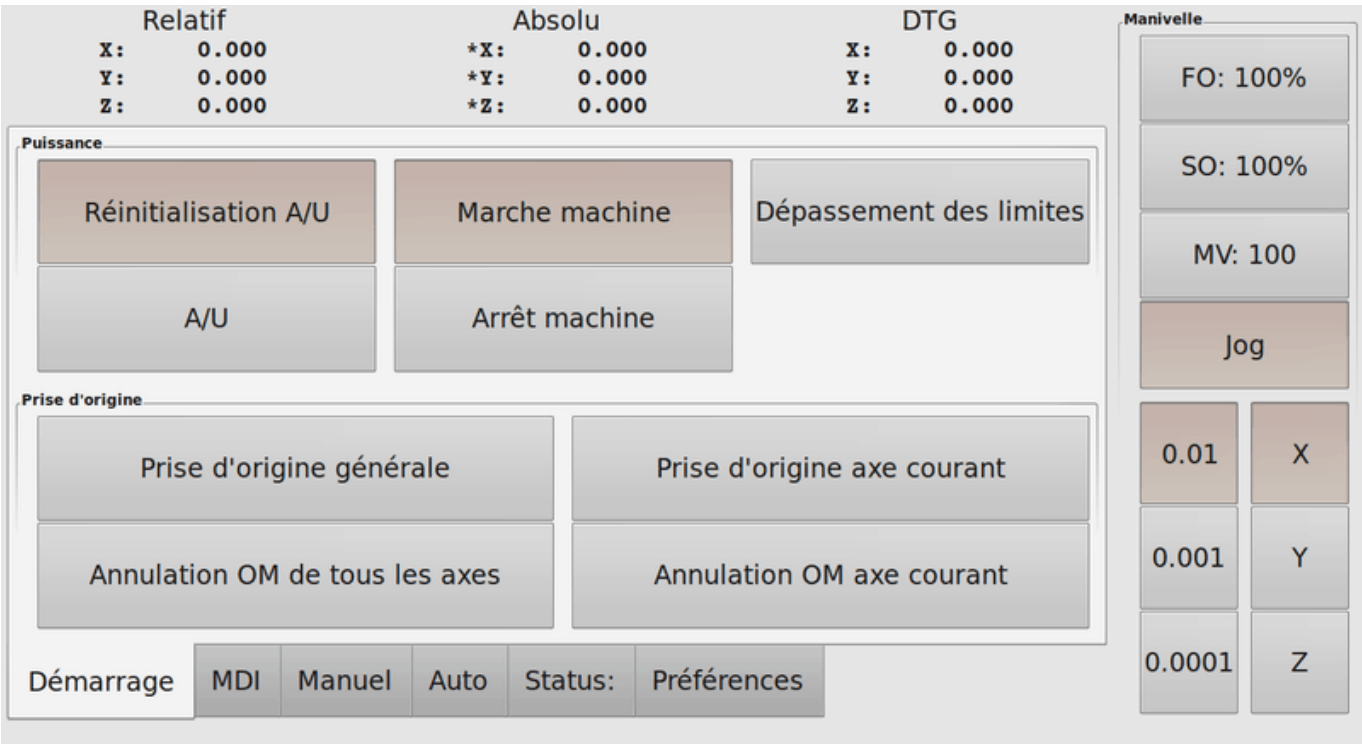 Relatif Absolu DTG
X: 0.000 *X: 0.000 X: 0.000
Y: 0.000 *Y: 0.000 Y: 0.000
Z: 0.000 *Z: 0.000 Z: 0.000
Puissance
Réinitialisation A/U Marche machine Dépassement des limites
A/U Arrêt machine
Prise d'origine
Prise d'origine générale Prise d'origine axe courant
Annulation OM de tous les axes Annulation OM axe courant
Démarrage MDI Manuel Auto Status: Préférences
Manivelle
FO: 100%
SO: 100%
MV: 100
Jog
0.01 X
0.001 Y
0.0001 Z